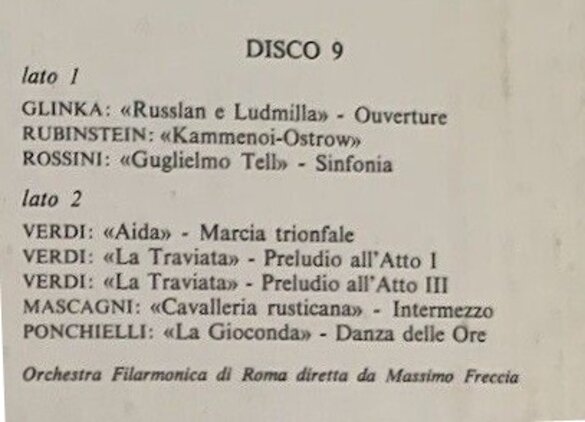 DISCO 9
lato 1
GLINKA: «Russlan e Ludmilla» - Ouverture
RUBINSTEIN: «Kammenoi-Ostrow»
ROSSINI: «Guglielmo Tell» - Sinfonia
lato 2
VERDI: «Aida» - Marcia trionfale
VERDI: «La Traviata» - Preludio all'Atto I
VERDI: «La Traviata» - Preludio all'Atto III
MASCAGNI: «Cavalleria rusticana» - Intermezzo
PONCHIELLI: «La Gioconda» - Danza delle Ore
Orchestra Filarmonica di Roma diretta da Massimo Freccia